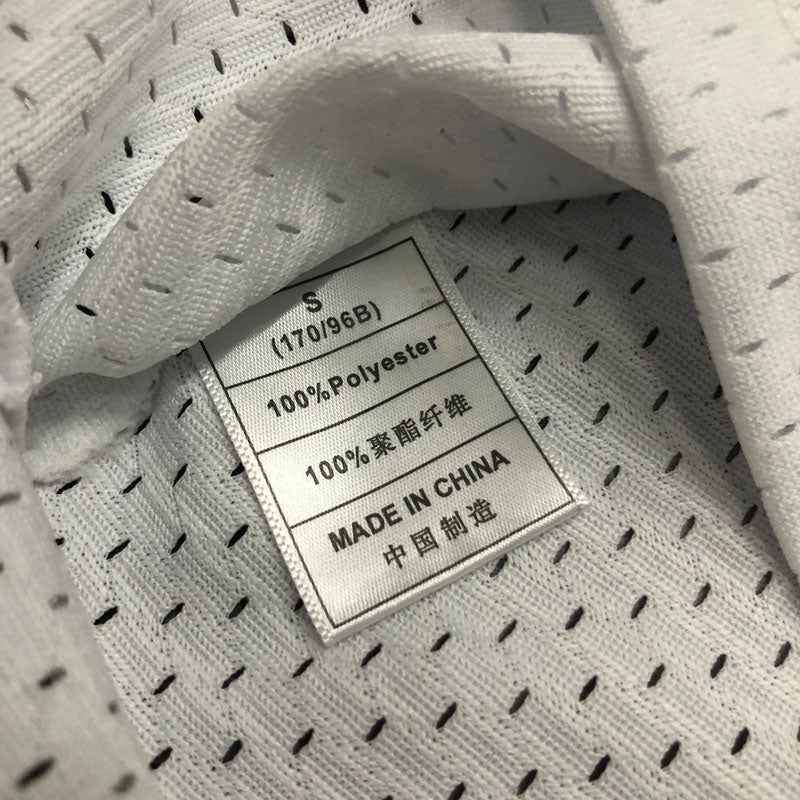 S
(170/96B)
100%Polyester
100%聚酯纤维
MADE IN CHINA
中国制造